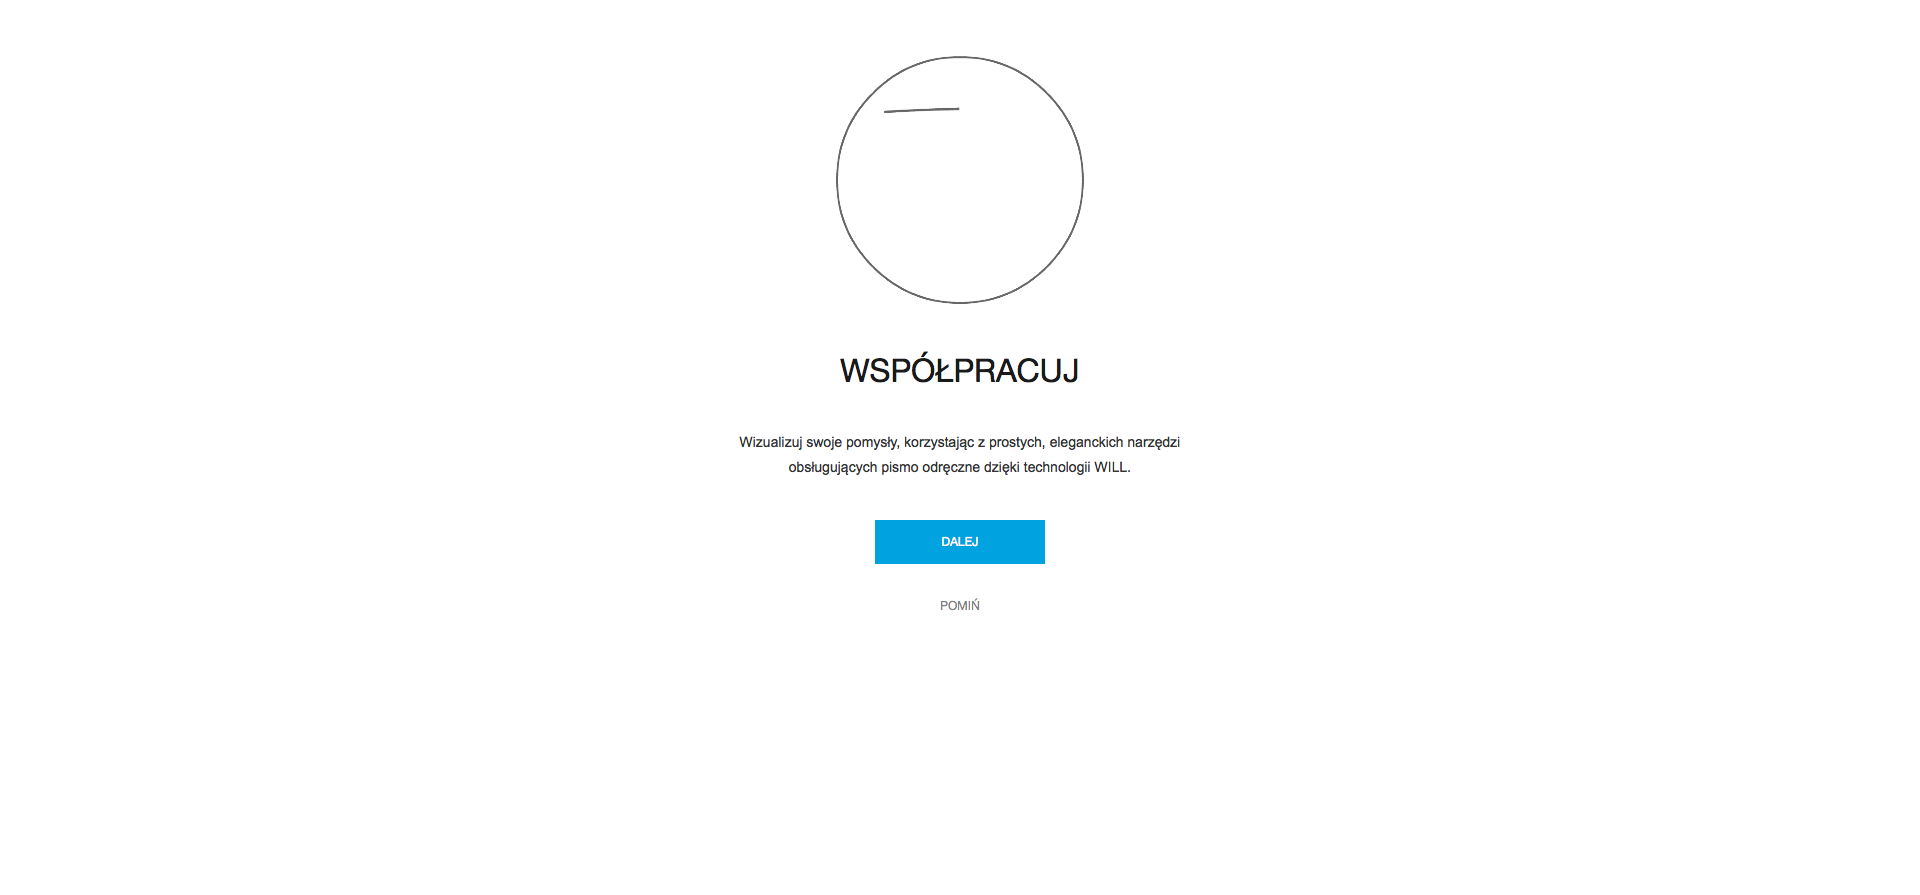 WSPÓŁPRACUJ
Wizualizuj swoje pomysły, korzystając z prostych, eleganckich narzędzi
obsługujących pismo odręczne dzięki technologii WILL.
DALEJ
POMIŃ